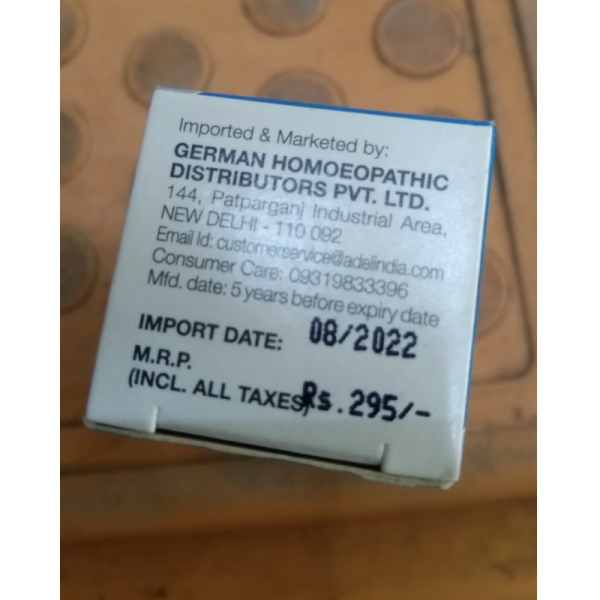 Imported & Marketed by:
GERMAN HOMOEOPATHIC
DISTRIBUTORS PVT. LTD.
144, Patparganj Industrial Area,
NEW DELHI - 110 092
Email Id: customerservice@adelindia.com
Consumer Care: 09319833396
Mfd. date: 5 years before expiry date
IMPORT DATE: 08/2022
M.R.P.
(INCL. ALL TAXES) Rs.295/-